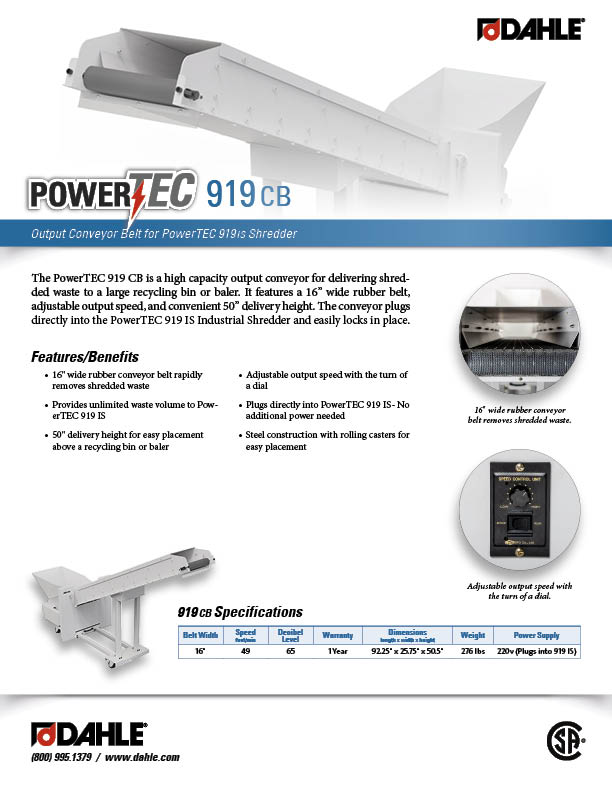 DAHLE®
POWERTEC 919 CB
Output Conveyor Belt for PowerTEC 919 IS Shredder
The PowerTEC 919 CB is a high capacity output conveyor for delivering shred-
ded waste to a large recycling bin or baler. It features a 16” wide rubber belt,
adjustable output speed, and convenient 50” delivery height. The conveyor plugs
directly into the PowerTEC 919 IS Industrial Shredder and easily locks in place.
Features/Benefits
• 16" wide rubber conveyor belt rapidly
removes shredded waste
• Provides unlimited waste volume to Pow-
erTEC 919 IS
• 50" delivery height for easy placement
above a recycling bin or baler
• Adjustable output speed with the turn of
a dial
• Plugs directly into PowerTEC 919 IS- No
additional power needed
• Steel construction with rolling casters for
easy placement
16" wide rubber conveyor
belt removes shredded waste.
SPEED CONTROL UNIT
LOW HIGH
RUN
Adjustable output speed with
the turn of a dial.
919 CB Specifications
Belt Width Speed feet/min Decibel Level Warranty Dimensions length x width x height Weight Power Supply
16" 49 65 1 Year 92.25" x 25.75" x 50.5" 276 lbs 220v (Plugs into 919 IS)
DAHLE®
(800) 995.1379 / www.dahle.com
SA®